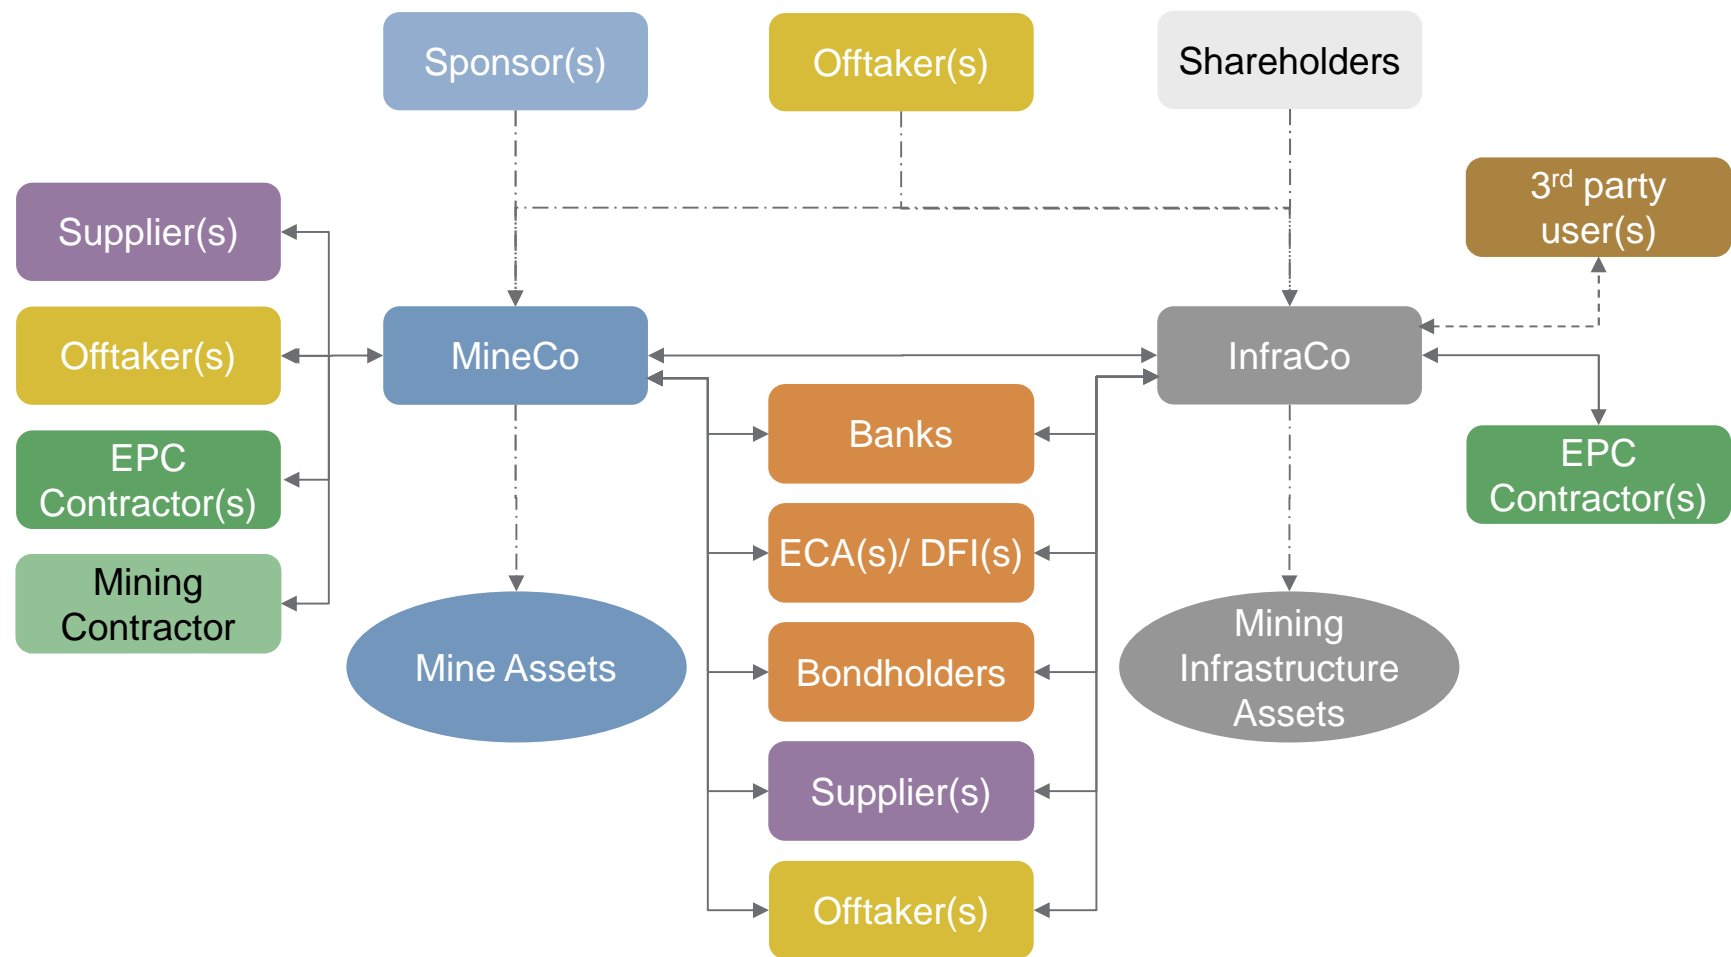 Sponsor(s)
Offtaker(s)
Shareholders
Supplier(s)
3rd party
user(s)
Offtaker(s)
MineCo
InfraCo
EPC
Contractor(s)
Banks
EPC
Contractor(s)
Mining
Contractor
ECA(s)/ DFI(s)
Mine Assets
Bondholders
Mining
Infrastructure
Assets
Supplier(s)
Offtaker(s)